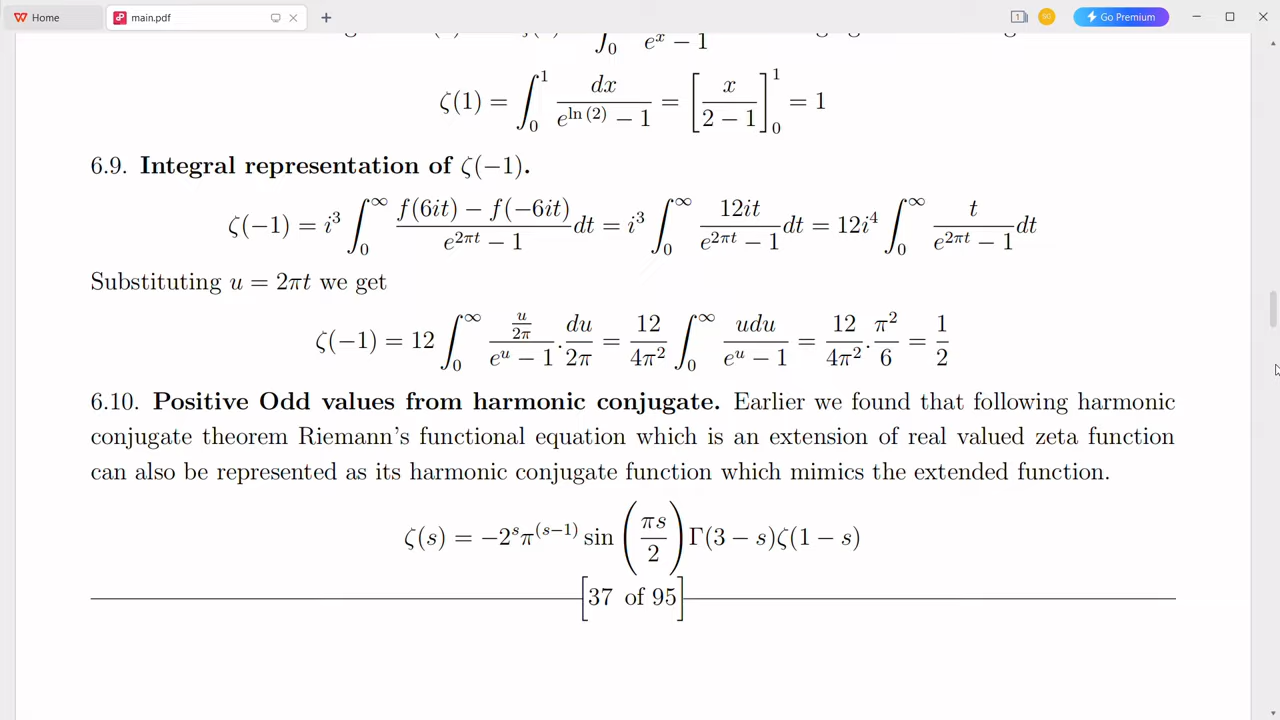 Home main.pdf 1 Go Premium
∫₀ eˣ − 1
ζ(1) = ∫₀¹ dx / (e^{ln (2)} − 1) = [x / (2 − 1)]₀¹ = 1
6.9. Integral representation of ζ(−1).
ζ(−1) = i³ ∫₀^∞ (f(6it) − f(−6it)) / (e^{2πt} − 1) dt = i³ ∫₀^∞ 12it / (e^{2πt} − 1) dt = 12i⁴ ∫₀^∞ t / (e^{2πt} − 1) dt
Substituting u = 2πt we get
ζ(−1) = 12 ∫₀^∞ (u/2π) / (eᵘ − 1) . du/2π = 12/4π² ∫₀^∞ udu / (eᵘ − 1) = 12/4π² . π²/6 = 1/2
6.10. Positive Odd values from harmonic conjugate. Earlier we found that following harmonic
conjugate theorem Riemann's functional equation which is an extension of real valued zeta function
can also be represented as its harmonic conjugate function which mimics the extended function.
ζ(s) = −2^s π^{(s−1)} sin (πs/2) Γ(3 − s)ζ(1 − s)
[37 of 95]